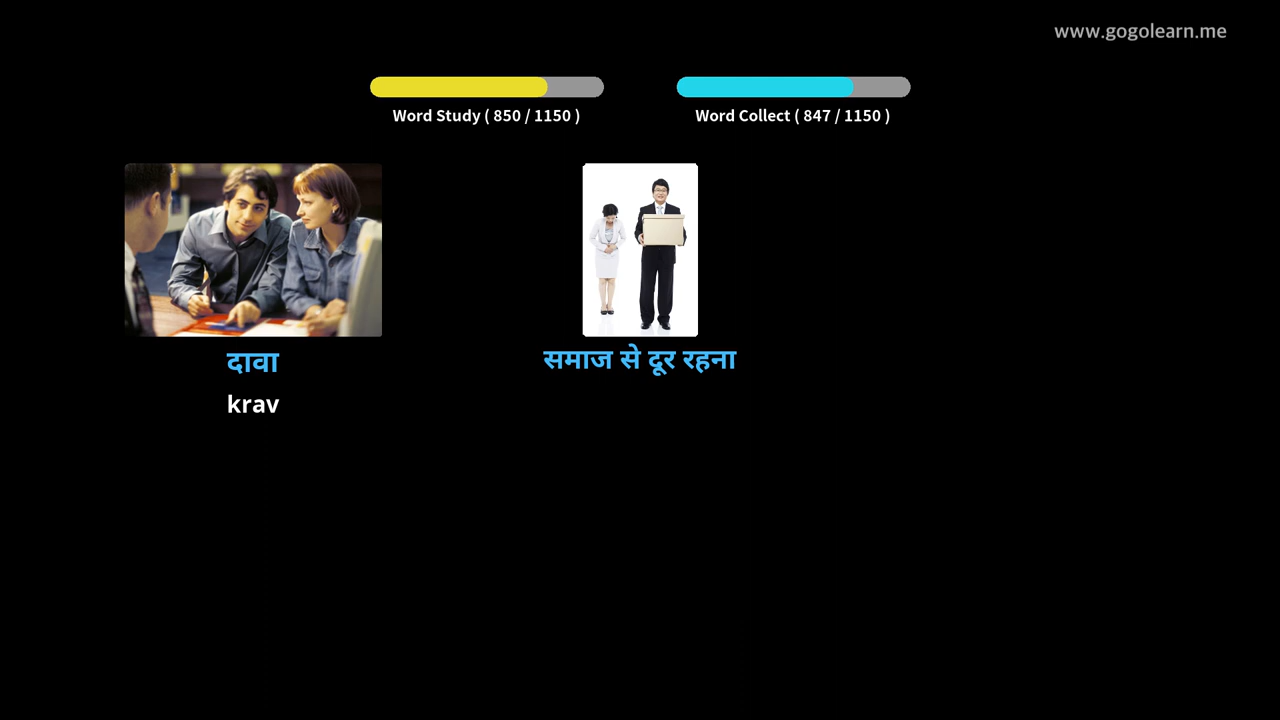 www.gogolearn.me
Word Study ( 850 / 1150 )
Word Collect ( 847 / 1150 )
दावा
समाज से दूर रहना
krav